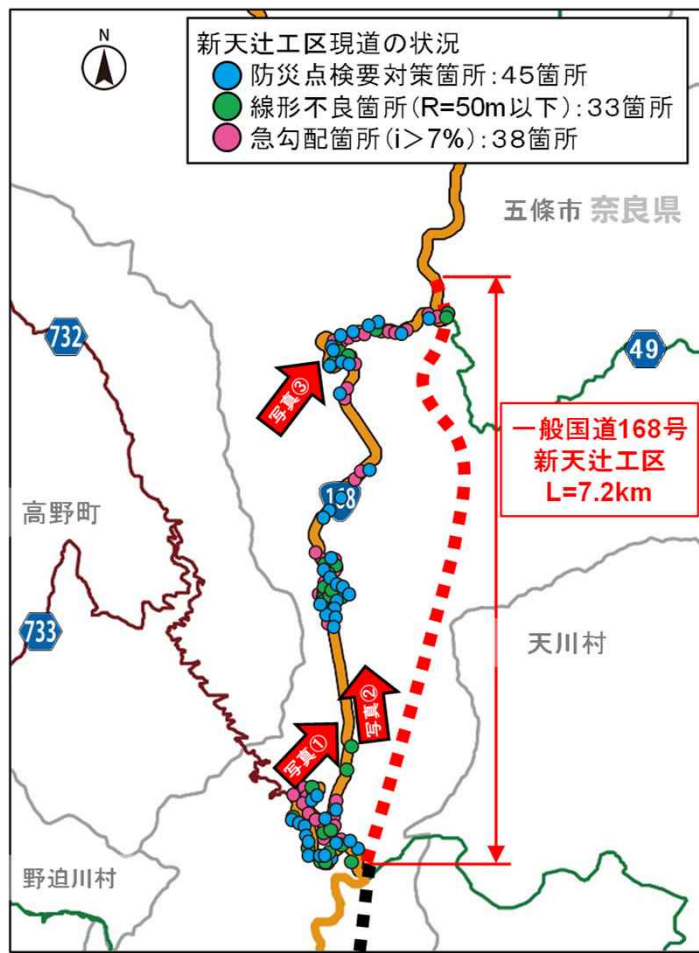 新天辻工区現道の状況
防災点検要対策箇所:45箇所
線形不良箇所(R=50m以下):33箇所
急勾配箇所(i>7%):38箇所
N
五條市 奈良県
732
49
写真③
一般国道168号
新天辻工区
L=7.2km
168
高野町
733
天川村
写真②
写真①
野迫川村